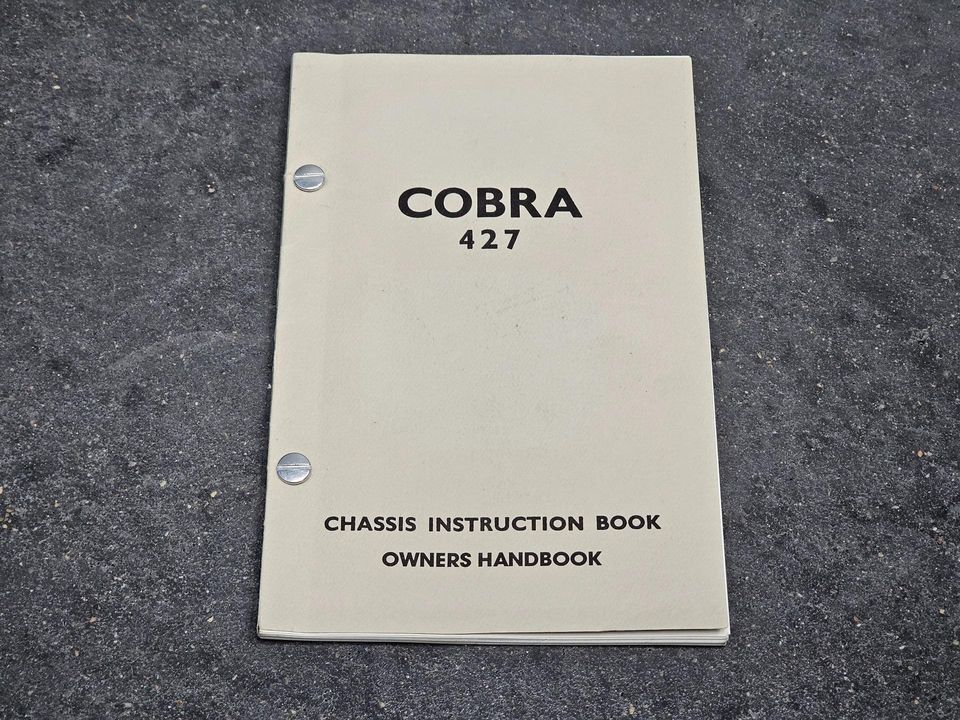 COBRA
427
CHASSIS INSTRUCTION BOOK
OWNERS HANDBOOK